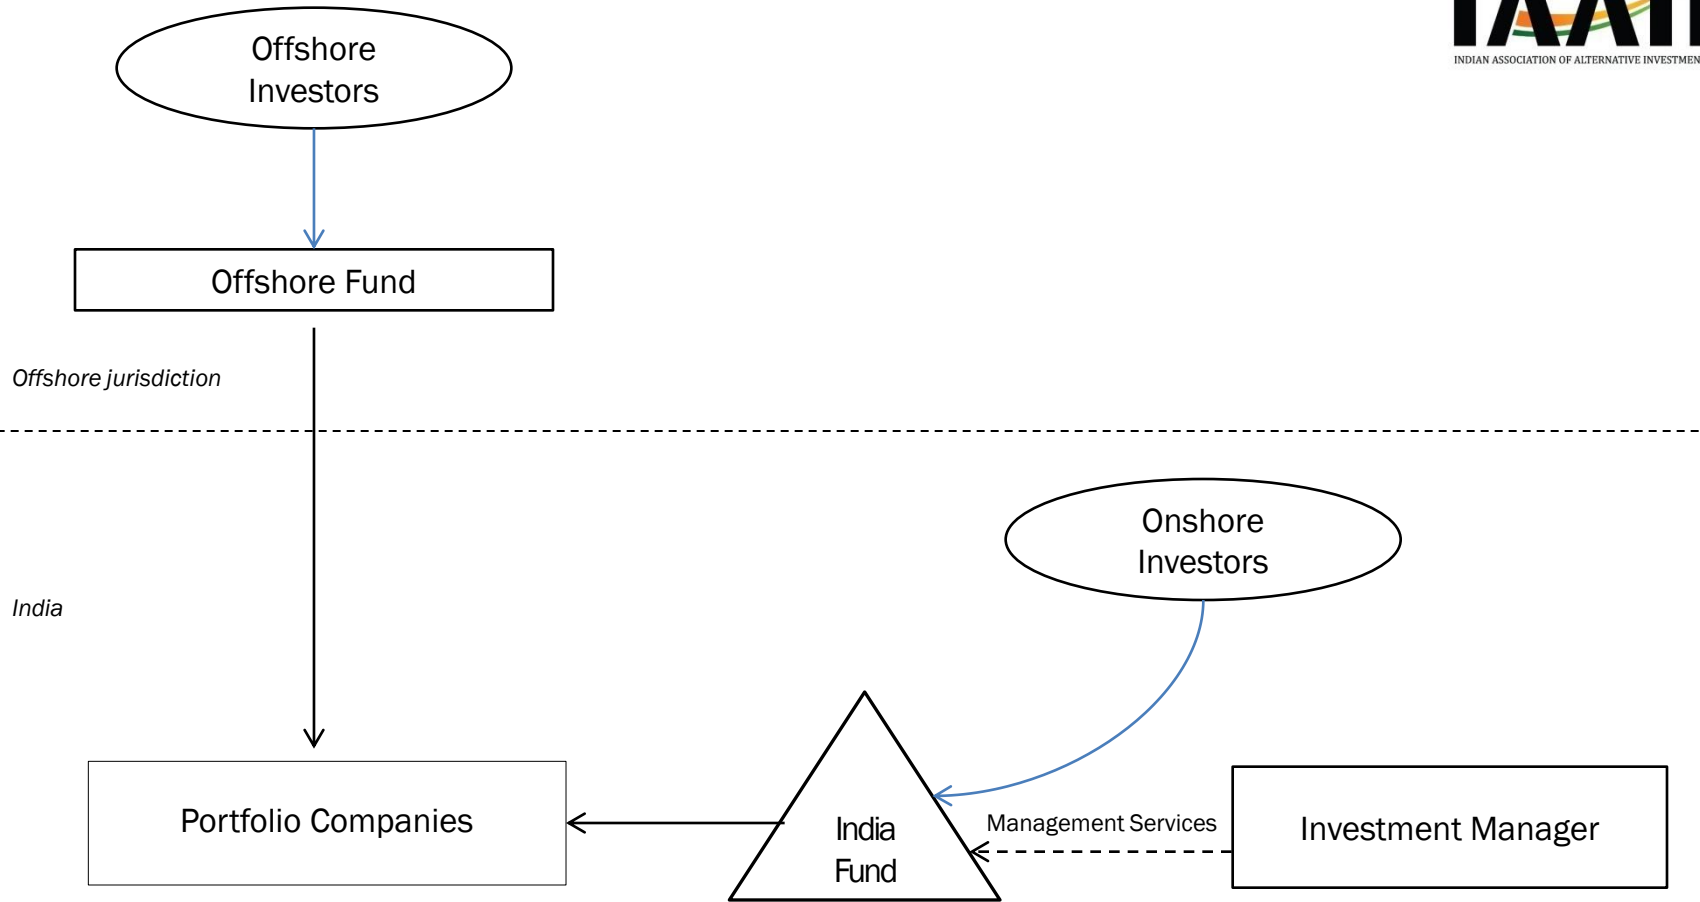 INDIAN ASSOCIATION OF ALTERNATIVE INVESTMEN
Offshore
Investors
Offshore Fund
Offshore jurisdiction
Onshore
Investors
India
Portfolio Companies
India
Fund
Management Services
Investment Manager